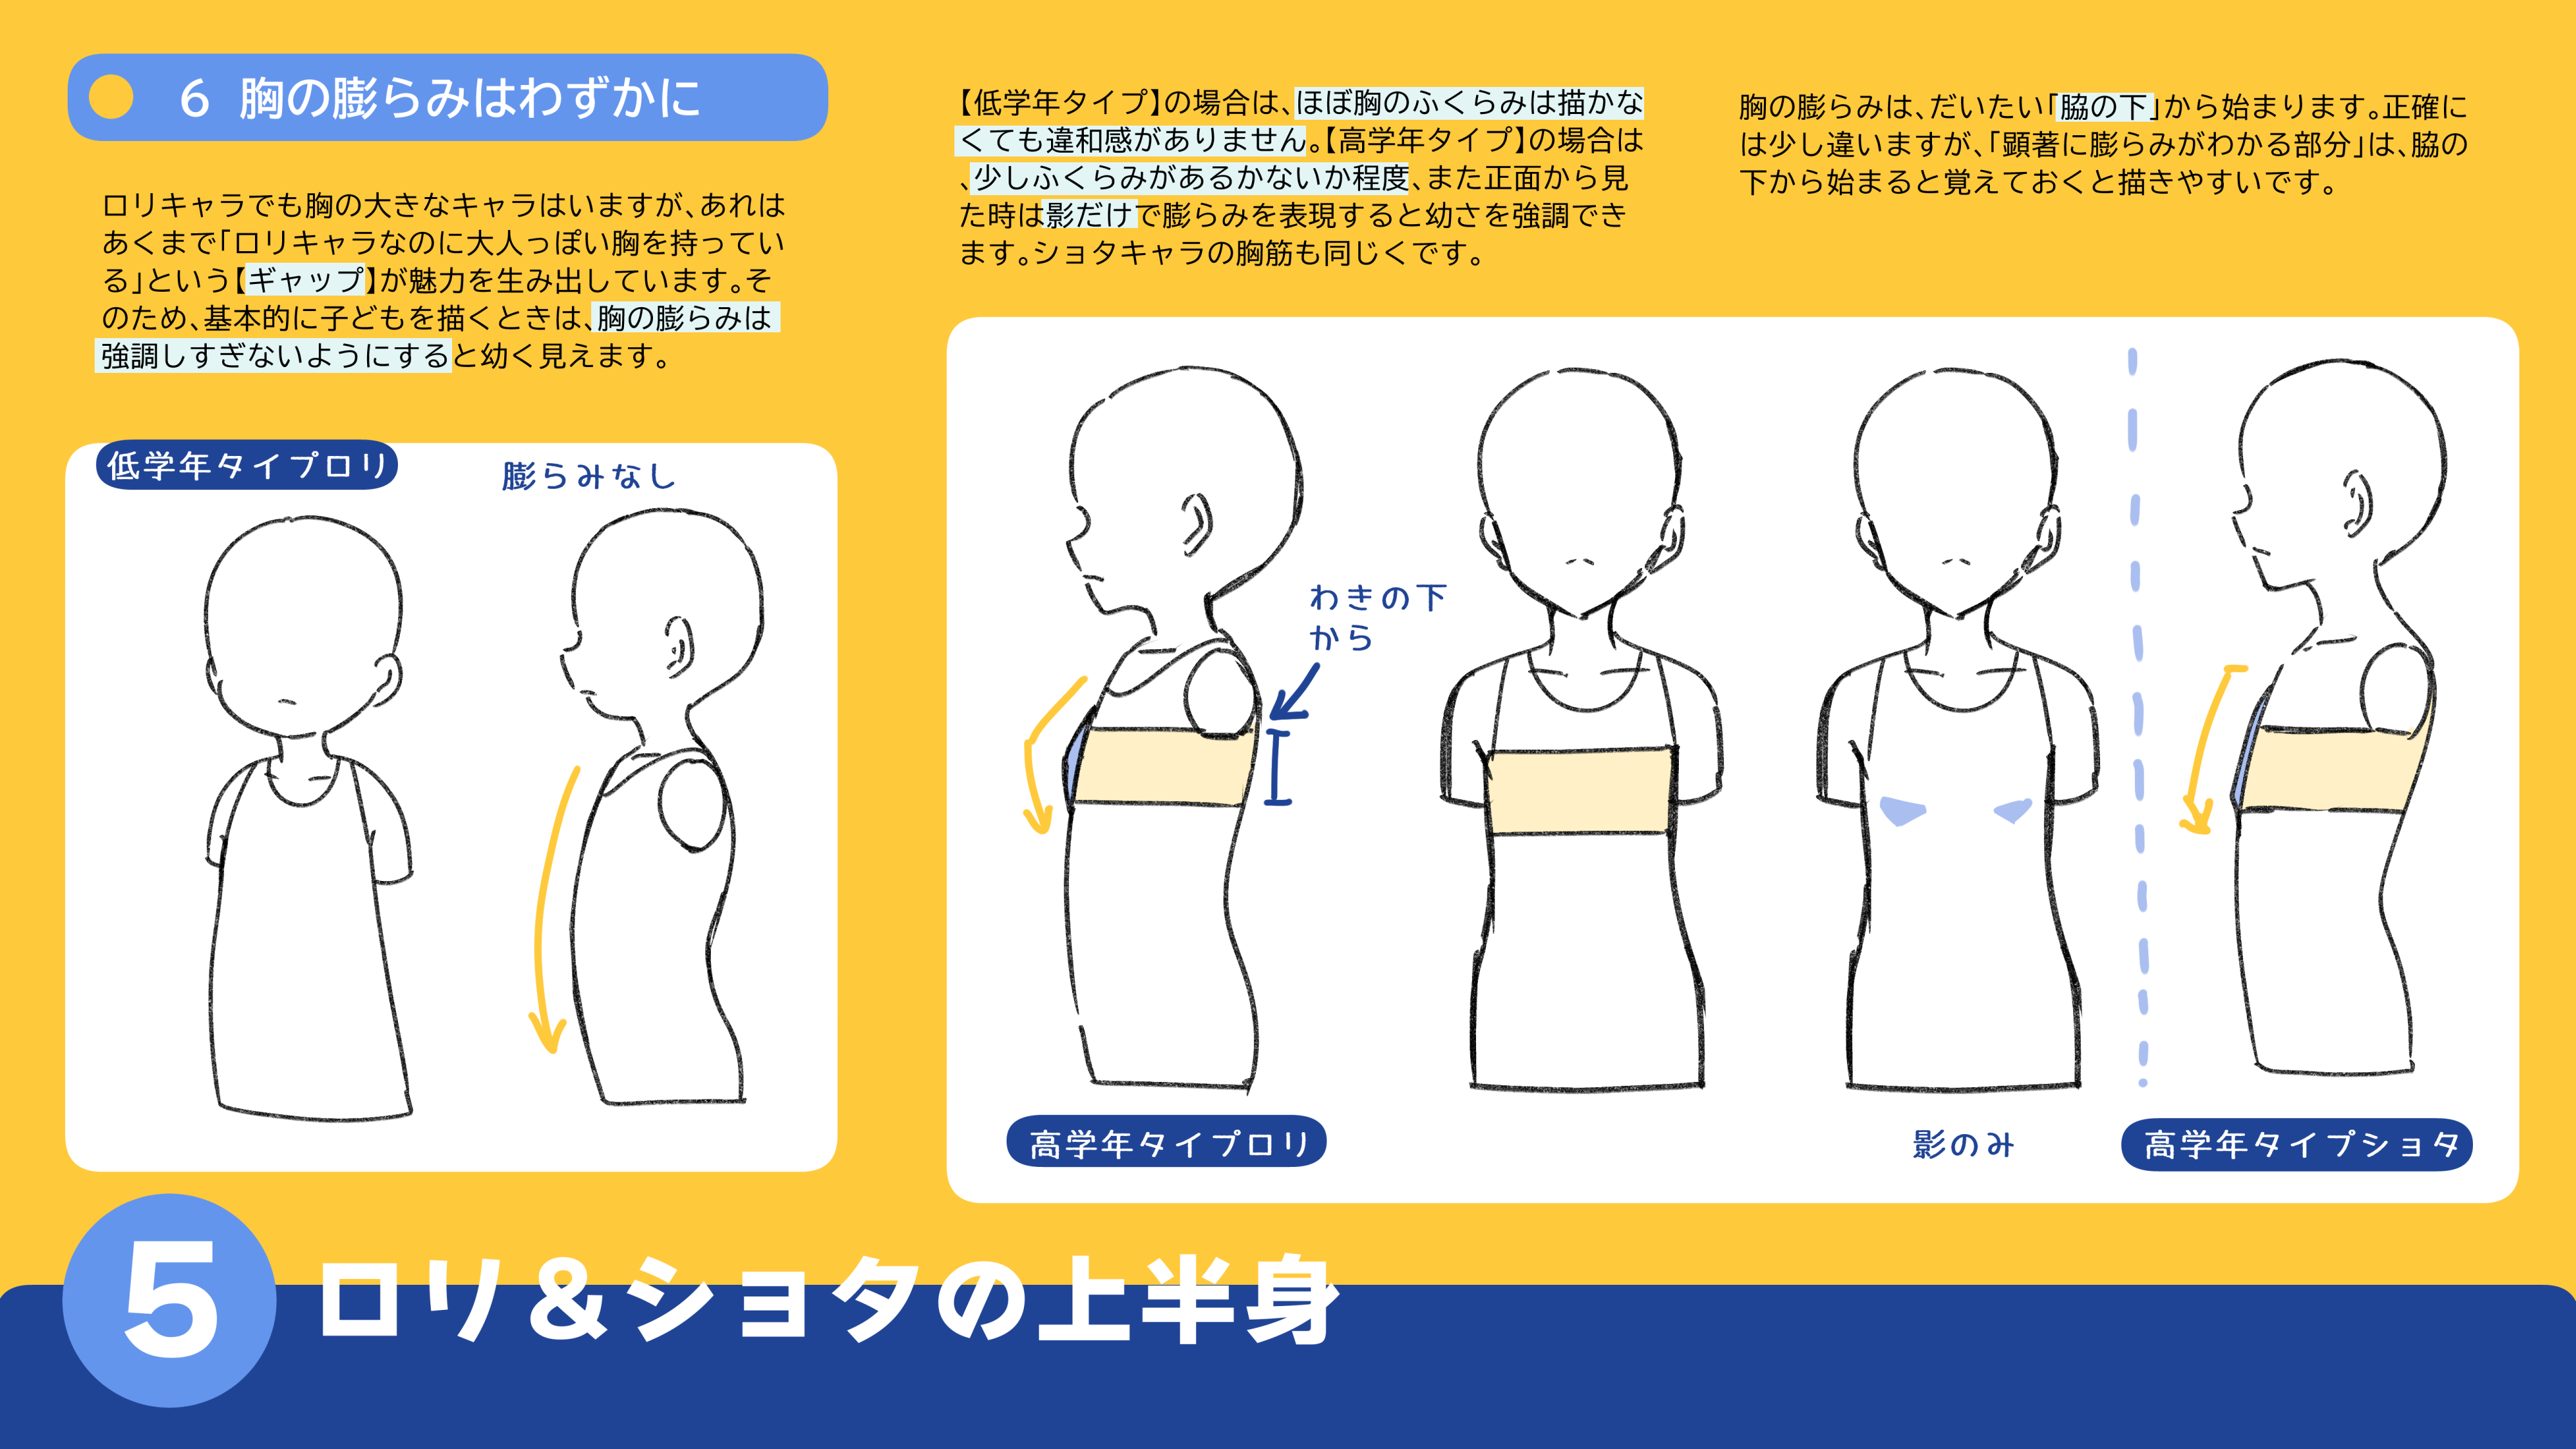 6 胸の膨らみはわずかに
ロリキャラでも胸の大きなキャラはいますが、あれは
あくまで「ロリキャラなのに大人っぽい胸を持ってい
る」という【ギャップ】が魅力を生み出しています。そ
のため、基本的に子どもを描くときは、胸の膨らみは
強調しすぎないようにすると幼く見えます。
【低学年タイプ】の場合は、ほぼ胸のふくらみは描かな
くても違和感がありません。【高学年タイプ】の場合は
、少しふくらみがあるかないか程度、また正面から見
た時は影だけで膨らみを表現すると幼さを強調でき
ます。ショタキャラの胸筋も同じくです。
胸の膨らみは、だいたい「脇の下」から始まります。正確に
は少し違いますが、「顕著に膨らみがわかる部分」は、脇の
下から始まると覚えておくと描きやすいです。
低学年タイプロリ
膨らみなし
わきの下
から
高学年タイプロリ
影のみ
高学年タイプショタ
5 ロリ&ショタの上半身